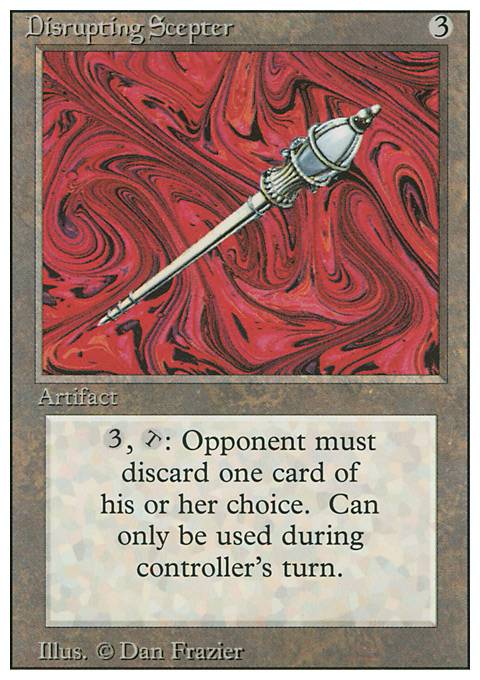 Disrupting Scepter 3
Artifact
3, T: Opponent must
discard one card of
his or her choice. Can
only be used during
controller's turn.
Illus. © Dan Frazier